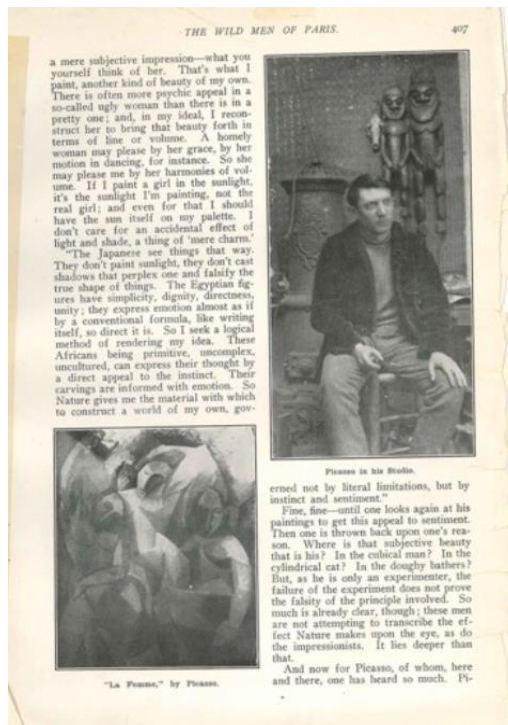 THE WILD MEN OF PARIS.
407
a mere subjective impression—what you
yourself think of her. That's what I
paint, another kind of beauty of my own.
There is often more psychic appeal in a
so-called ugly woman than there is in a
pretty one; and, in my ideal, I recon-
struct her to bring that beauty forth in
terms of line or volume. A homely
woman may please by her grace, by her
motion in dancing, for instance. So she
may please me by her harmonies of vol-
ume. If I paint a girl in the sunlight,
it's the sunlight I'm painting, not the
real girl; and even for that I should
have the sun itself on my palette. I
don't care for an accidental effect of
light and shade, a thing of 'mere charm.'
"The Japanese see things that way.
They don't paint sunlight, they don't cast
shadows that perplex one and falsify the
true shape of things. The Egyptian fig-
ures have simplicity, dignity, directness,
unity; they express emotion almost as if
by a conventional formula, like writing
itself, so direct it is. So I seek a logical
method of rendering my idea. These
Africans being primitive, uncomplex,
uncultured, can express their thought by
a direct appeal to the instinct. Their
carvings are informed with emotion. So
Nature gives me the material with which
to construct a world of my own, gov-
"La Femme," by Picasso.
Picasso in his Studio.
erned not by literal limitations, but by
instinct and sentiment."
Fine, fine—until one looks again at his
paintings to get this appeal to sentiment.
Then one is thrown back upon one's rea-
son. Where is that subjective beauty
that is his? In the cubical man? In the
cylindrical cat? In the doughy bathers?
But, as he is only an experimenter, the
failure of the experiment does not prove
the falsity of the principle involved. So
much is already clear, though; these men
are not attempting to transcribe the ef-
fect Nature makes upon the eye, as do
the impressionists. It lies deeper than
that.
And now for Picasso, of whom, here
and there, one has heard so much. Pi-